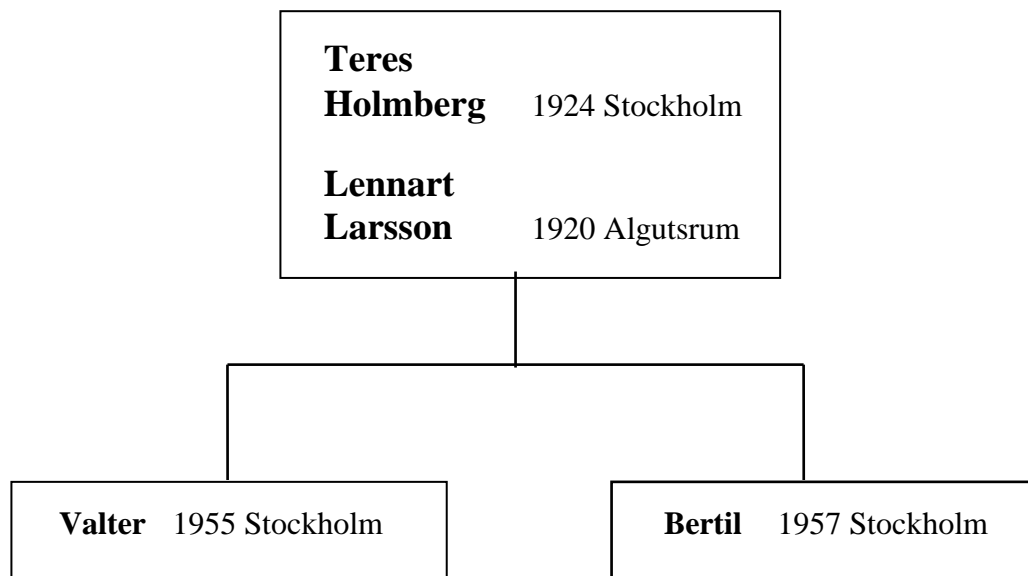 Teres
Holmberg 1924 Stockholm
Lennart
Larsson 1920 Algutsrum
Valter 1955 Stockholm
Bertil 1957 Stockholm